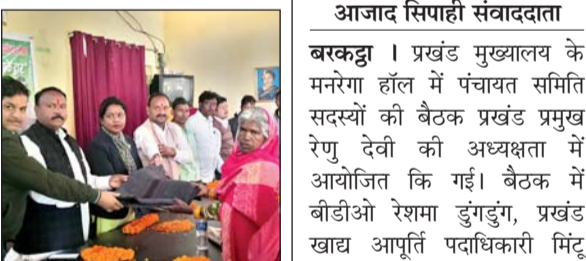 आजाद सिपाही संवाददाता
बरकट्ठा । प्रखंड मुख्यालय के
मनरेगा हॉल में पंचायत समिति
सदस्यों की बैठक प्रखंड प्रमुख
रेणु देवी की अध्यक्षता में
आयोजित कि गई। बैठक में
बीडीओ रेशमा डुंगडुंग, प्रखंड
खाद्य आपूर्ति पदाधिकारी मिंटू